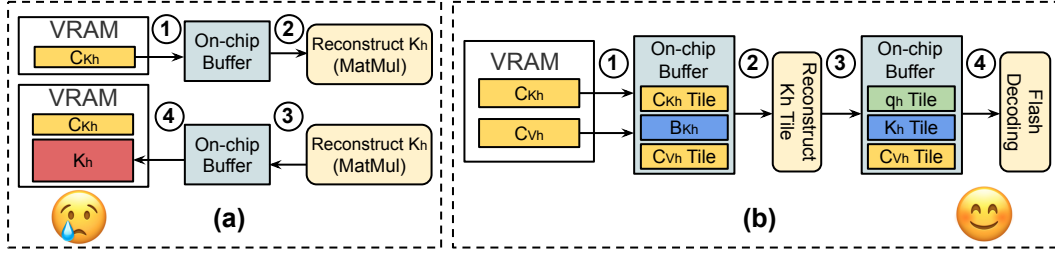 VRAM
CKh
1
On-chip
Buffer
2
Reconstruct Kh
(MatMul)
VRAM
CKh
Kh
4
On-chip
Buffer
3
Reconstruct Kh
(MatMul)
(a)
VRAM
CKh
CVh
1
On-chip
Buffer
CKh Tile
BKh
CVh Tile
2
Reconstruct
Kh Tile
3
On-chip
Buffer
qh Tile
Kh Tile
CVh Tile
4
Flash
Decoding
(b)